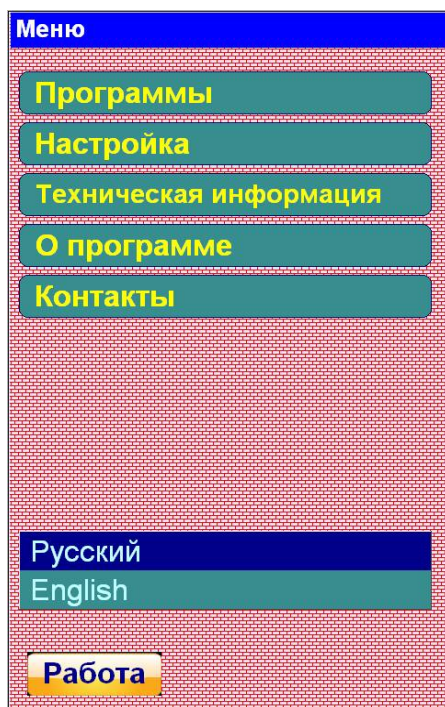 Меню
Программы
Настройка
Техническая информация
О программе
Контакты
Русский
English
Работа